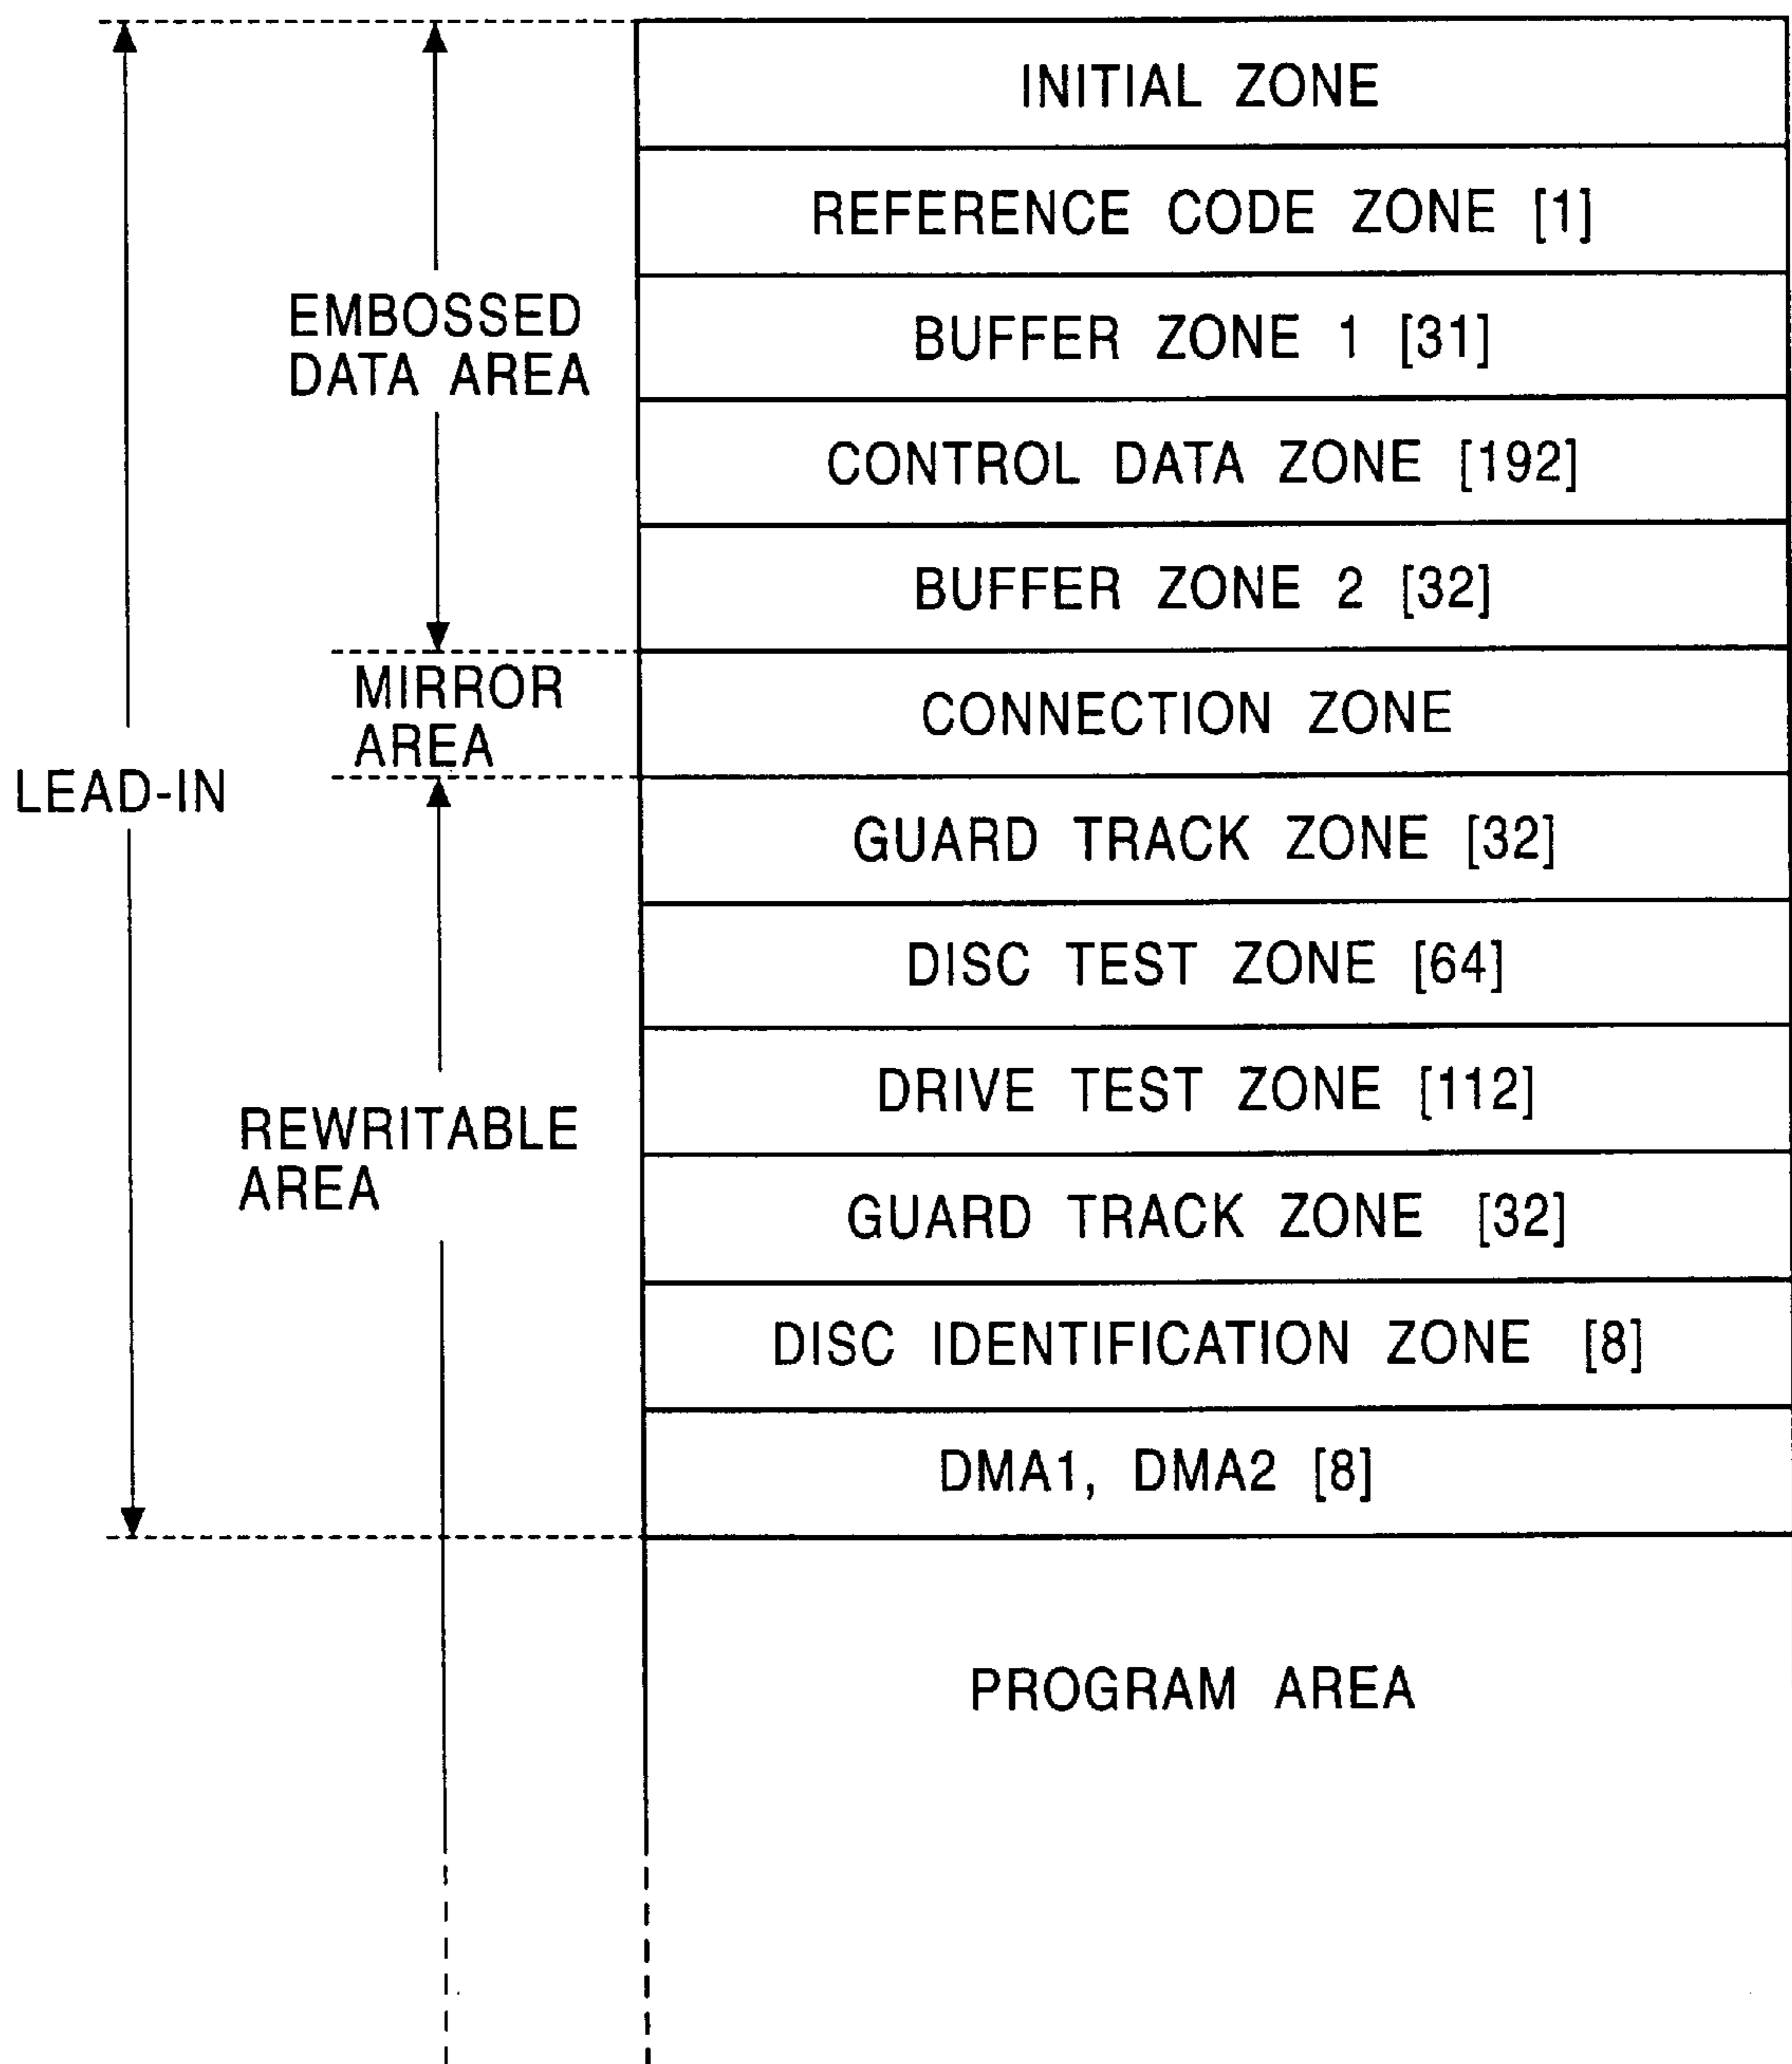 INITIAL ZONE
REFERENCE CODE ZONE [1]
BUFFER ZONE 1 [31]
EMBOSSED
DATA AREA
CONTROL DATA ZONE [192]
BUFFER ZONE 2 [32]
MIRROR
AREA
CONNECTION ZONE
LEAD-IN
GUARD TRACK ZONE [32]
DISC TEST ZONE [64]
DRIVE TEST ZONE [112]
REWRITABLE
AREA
GUARD TRACK ZONE [32]
DISC IDENTIFICATION ZONE [8]
DMA1, DMA2 [8]
PROGRAM AREA